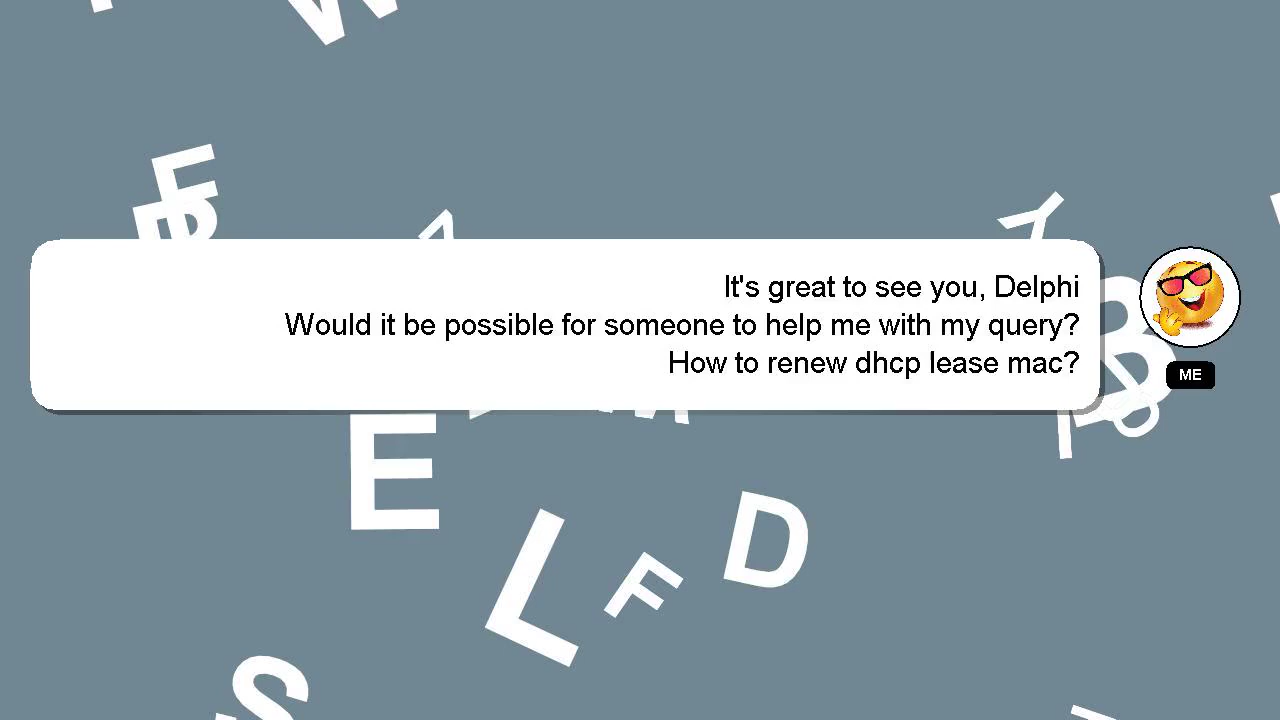 It's great to see you, Delphi
Would it be possible for someone to help me with my query?
How to renew dhcp lease mac?
ME
W
F
Y
B
E
L
F
D
S